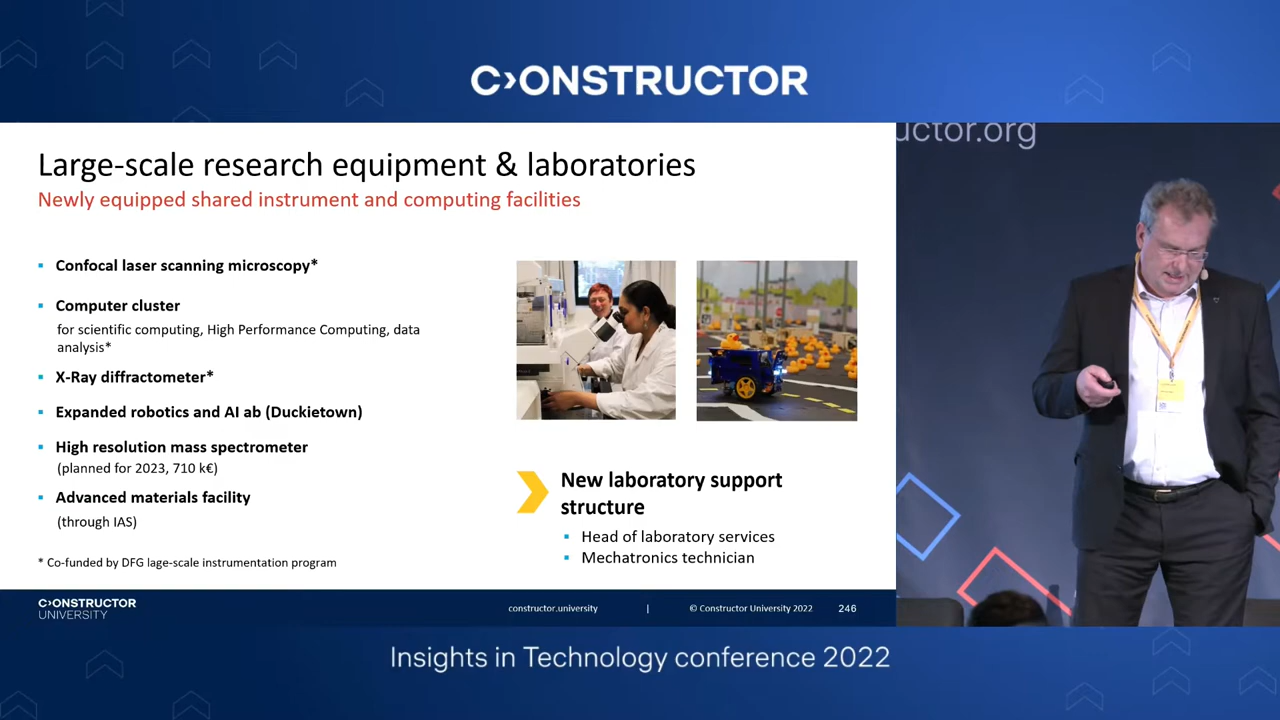 C›ONSTRUCTOR
uctor.org
Large-scale research equipment & laboratories
Newly equipped shared instrument and computing facilities
▪ Confocal laser scanning microscopy*
▪ Computer cluster
for scientific computing, High Performance Computing, data
analysis*
▪ X-Ray diffractometer*
▪ Expanded robotics and AI ab (Duckietown)
▪ High resolution mass spectrometer
(planned for 2023, 710 k€)
▪ Advanced materials facility
(through IAS)
* Co-funded by DFG lage-scale instrumentation program
New laboratory support
structure
▪ Head of laboratory services
▪ Mechatronics technician
C›ONSTRUCTOR
UNIVERSITY
constructor.university | © Constructor University 2022 246
Insights in Technology conference 2022